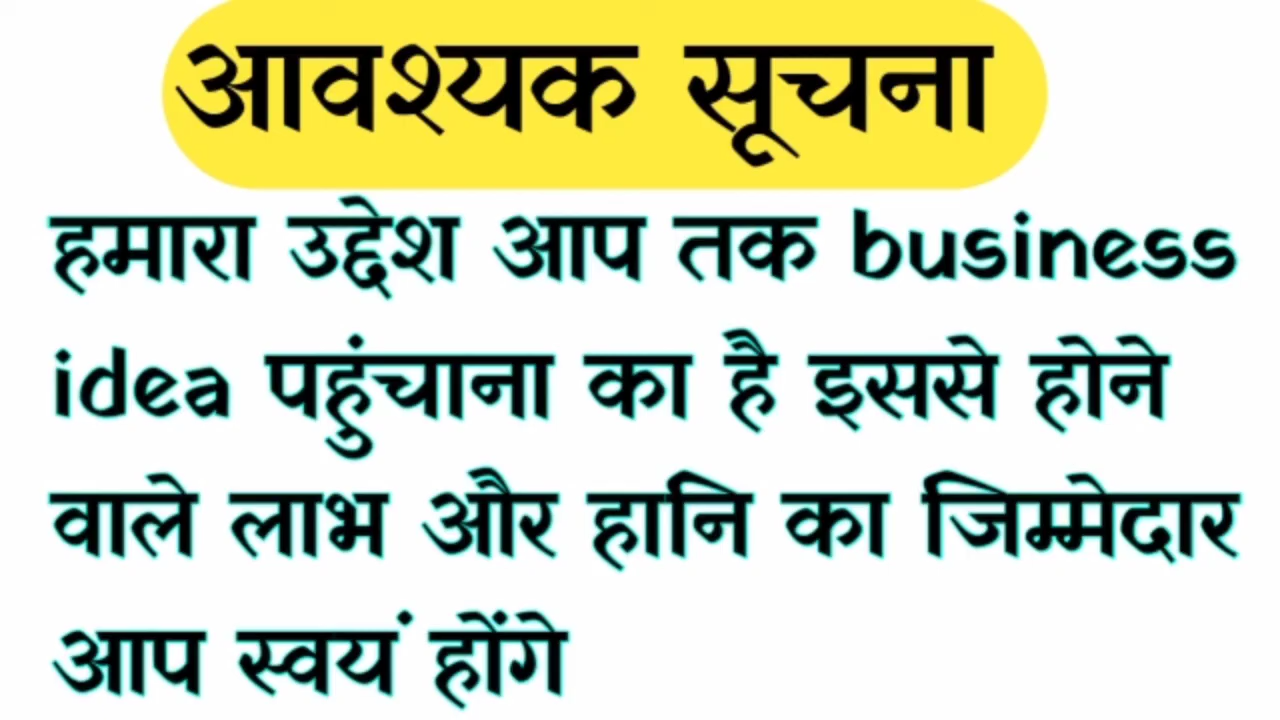 आवश्यक सूचना
हमारा उद्देश आप तक business
idea पहुंचाना का है इससे होने
वाले लाभ और हानि का जिम्मेदार
आप स्वयं होंगे